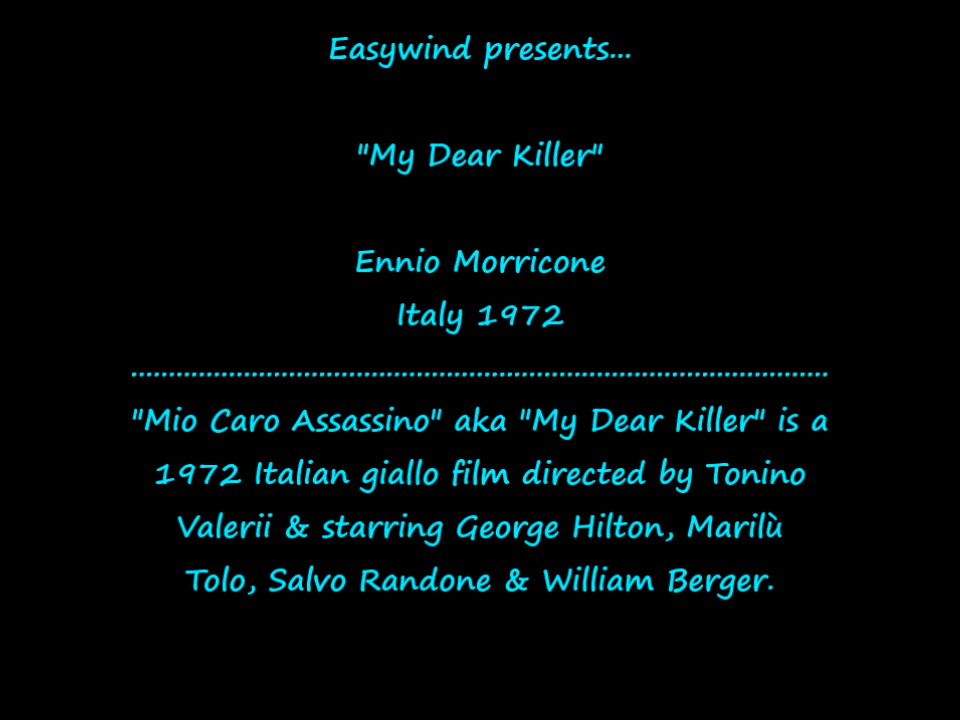 Easywind presents...
"My Dear Killer"
Ennio Morricone
Italy 1972
.............................................................................................
"Mio Caro Assassino" aka "My Dear Killer" is a
1972 Italian giallo film directed by Tonino
Valerii & starring George Hilton, Marilù
Tolo, Salvo Randone & William Berger.